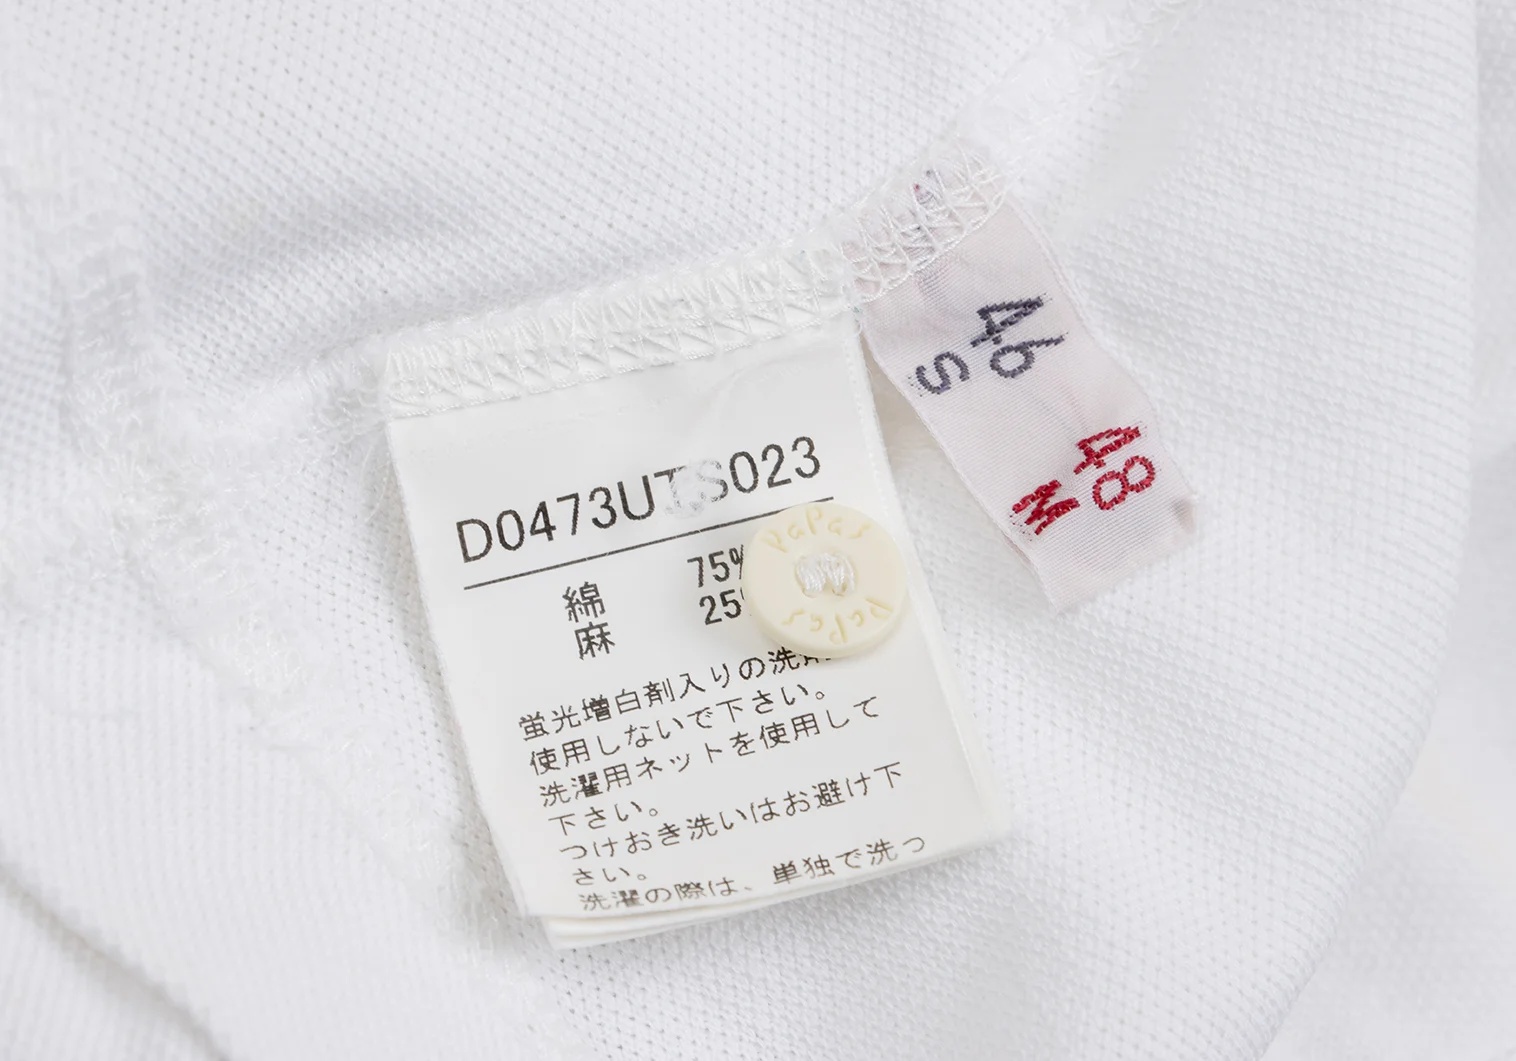 D0473UTS023
綿 75%
麻 25
PaPas
PaPas
蛍光増白剤入りの洗剤
使用しないで下さい。
洗濯用ネットを使用して
下さい。
つけおき洗いはお避け下
さい。
洗濯の際は、単独で洗っ
46
S
48
M